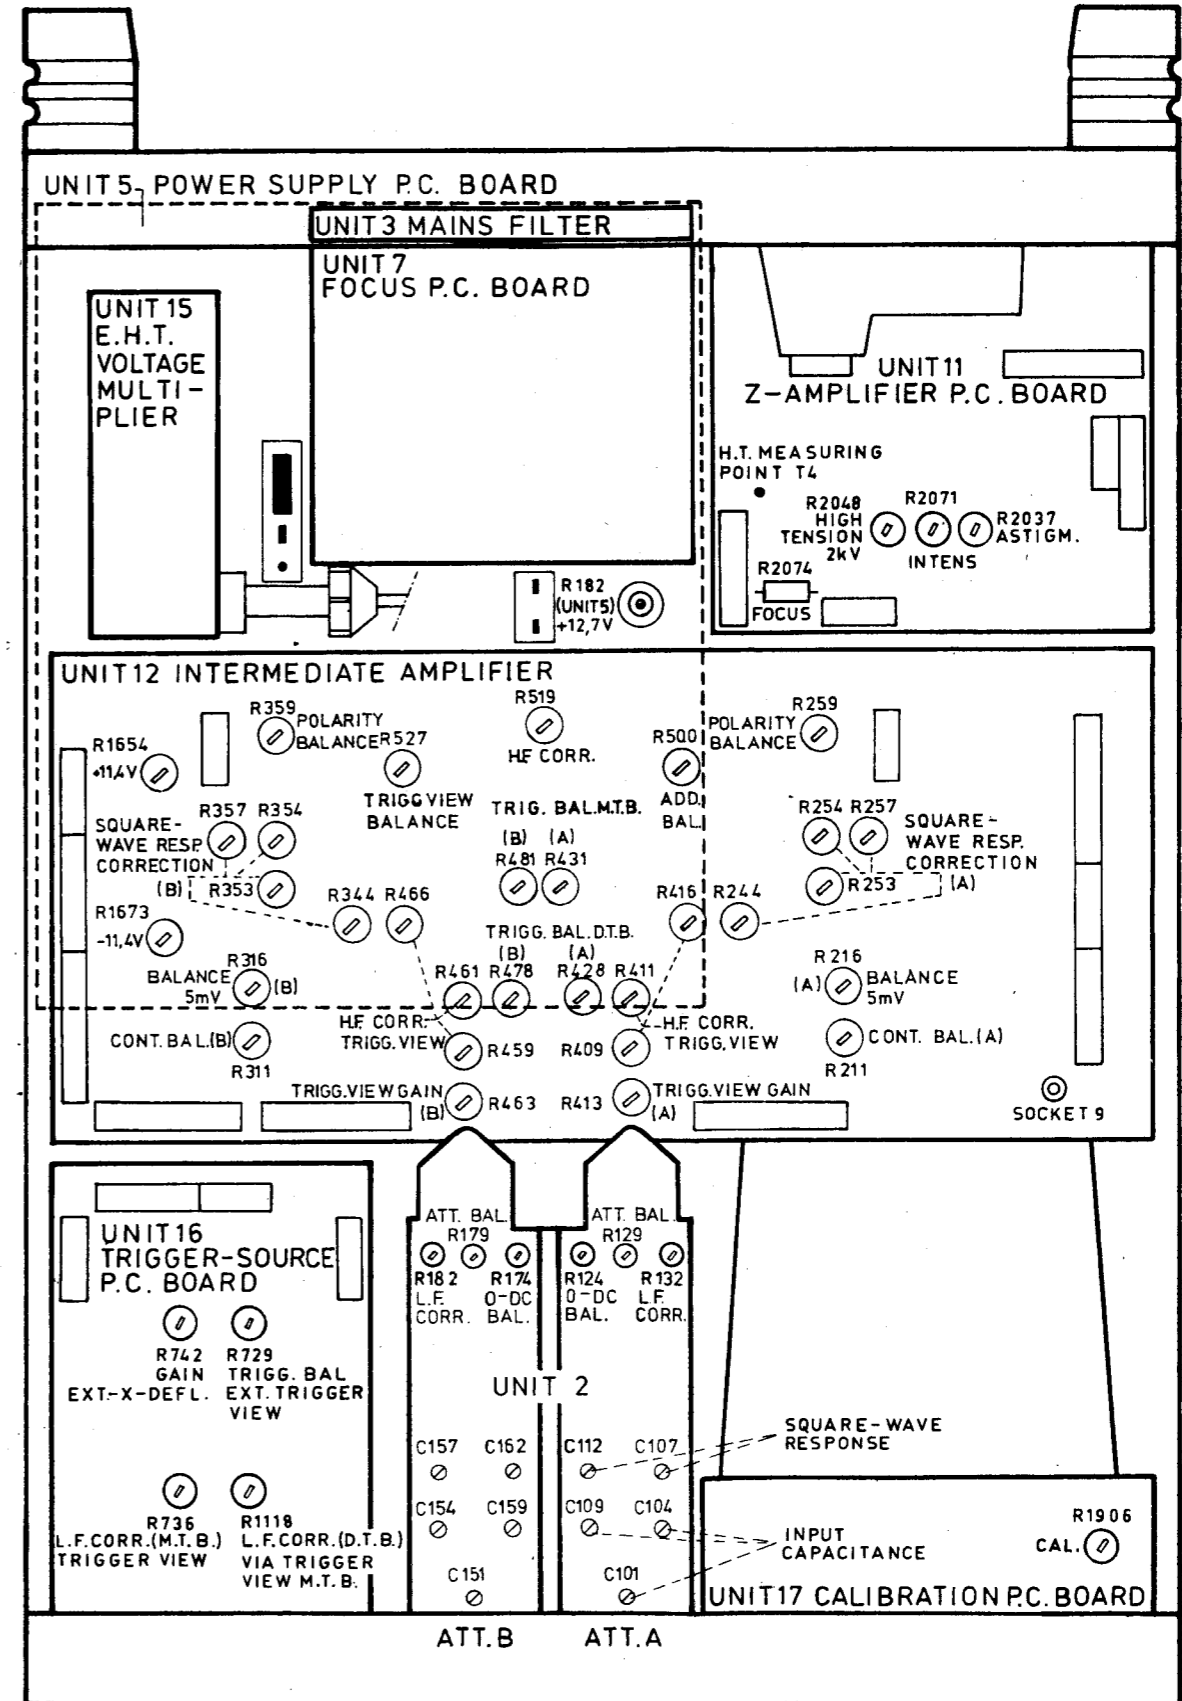 UNIT 5 POWER SUPPLY P.C. BOARD
UNIT 3 MAINS FILTER
UNIT 7
FOCUS P.C. BOARD
UNIT 15
E.H.T.
VOLTAGE
MULTI-
PLIER
UNIT 11
Z-AMPLIFIER P.C. BOARD
H.T. MEASURING
POINT T4
R2048
HIGH
TENSION
2kV
R2071
INTENS
R2037
ASTIGM.
R2074
FOCUS
R182
(UNIT5)
+12,7V
UNIT 12 INTERMEDIATE AMPLIFIER
R359
POLARITY
BALANCE
R527
TRIGG VIEW
BALANCE
R519
H.F CORR.
R500
ADD.
BAL.
POLARITY
BALANCE
R259
R1654
+11,4V
R357
R354
SQUARE-
WAVE RESP.
CORRECTION
(B)
R353
TRIG. BAL.M.T.B.
(B) (A)
R481 R431
R254 R257
SQUARE-
WAVE RESP.
CORRECTION
(A)
R253
R1673
-11,4V
R344 R466
R416 R244
TRIGG. BAL.D.T.B.
(B) (A)
R461 R478 R428 R411
R316
BALANCE
5mV
(B)
R216
(A)
BALANCE
5mV
H.F. CORR.
TRIGG. VIEW
H.F. CORR.
TRIGG. VIEW
CONT. BAL.(B)
R311
R459
R409
CONT. BAL.(A)
R211
TRIGG.VIEW GAIN
(B)
R463
R413
TRIGG.VIEW GAIN
(A)
SOCKET 9
UNIT 16
TRIGGER-SOURCE
P.C. BOARD
R742
GAIN
EXT.-X-DEFL.
R729
TRIGG. BAL
EXT. TRIGGER
VIEW
R736
L.F.CORR.(M.T.B.)
TRIGGER VIEW
R1118
L.F.CORR.(D.T.B.)
VIA TRIGGER
VIEW M.T.B.
ATT. BAL.
R179
R182
L.F.
CORR.
R174
0-DC
BAL.
ATT. BAL.
R129
R124
0-DC
BAL.
R132
L.F.
CORR.
UNIT 2
C157 C162
C112 C107
SQUARE-WAVE
RESPONSE
C154 C159
C109 C104
INPUT
CAPACITANCE
C151
C101
R1906
CAL.
UNIT 17 CALIBRATION P.C. BOARD
ATT. B
ATT. A